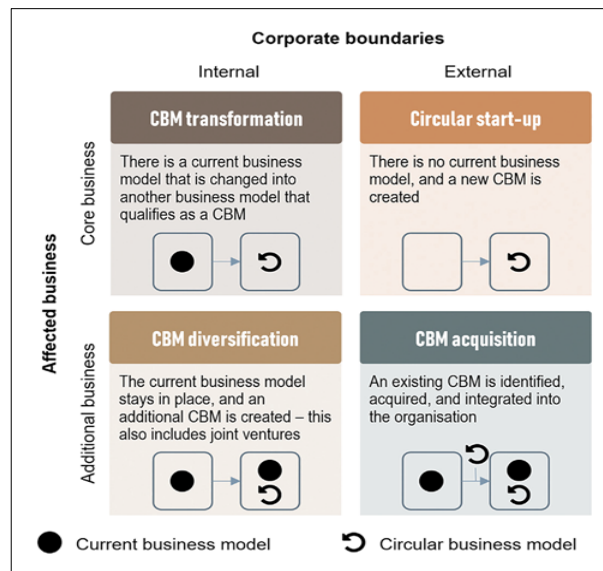 Corporate boundaries
Internal
External
Affected business
Core business
CBM transformation
There is a current business
model that is changed into
another business model that
qualifies as a CBM
Circular start-up
There is no current business
model, and a new CBM is
created
Additional business
CBM diversification
The current business model
stays in place, and an
additional CBM is created – this
also includes joint ventures
CBM acquisition
An existing CBM is identified,
acquired, and integrated into
the organisation
Current business model
Circular business model